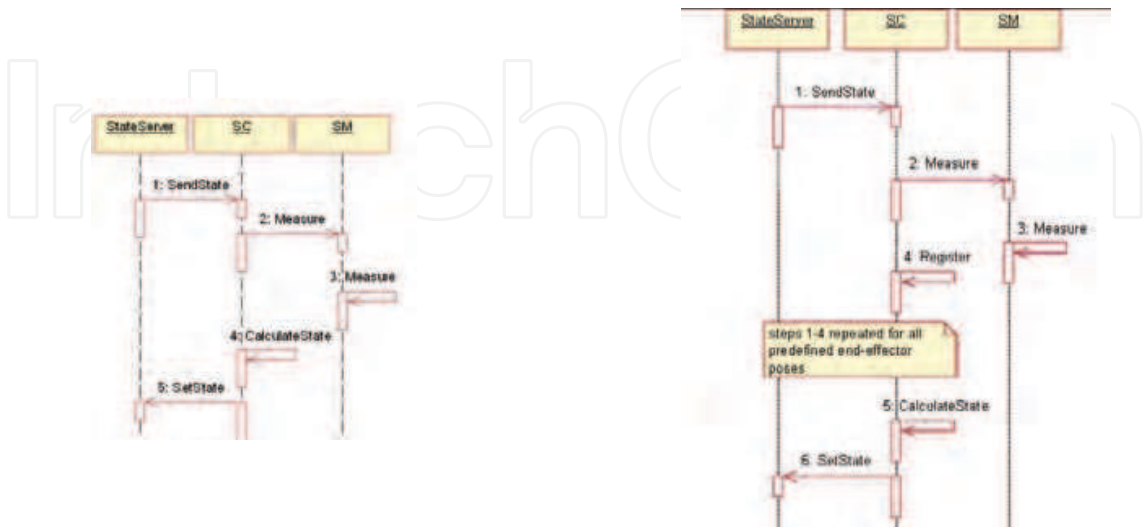 StateServer
SC
SM
1: SendState
2: Measure
3: Measure
4: CalculateState
5: SetState
StateServer
SC
SM
1: SendState
2: Measure
3: Measure
4: Register
steps 1-4 repeated for all
predefined end-effector
poses
5: CalculateState
6: SetState